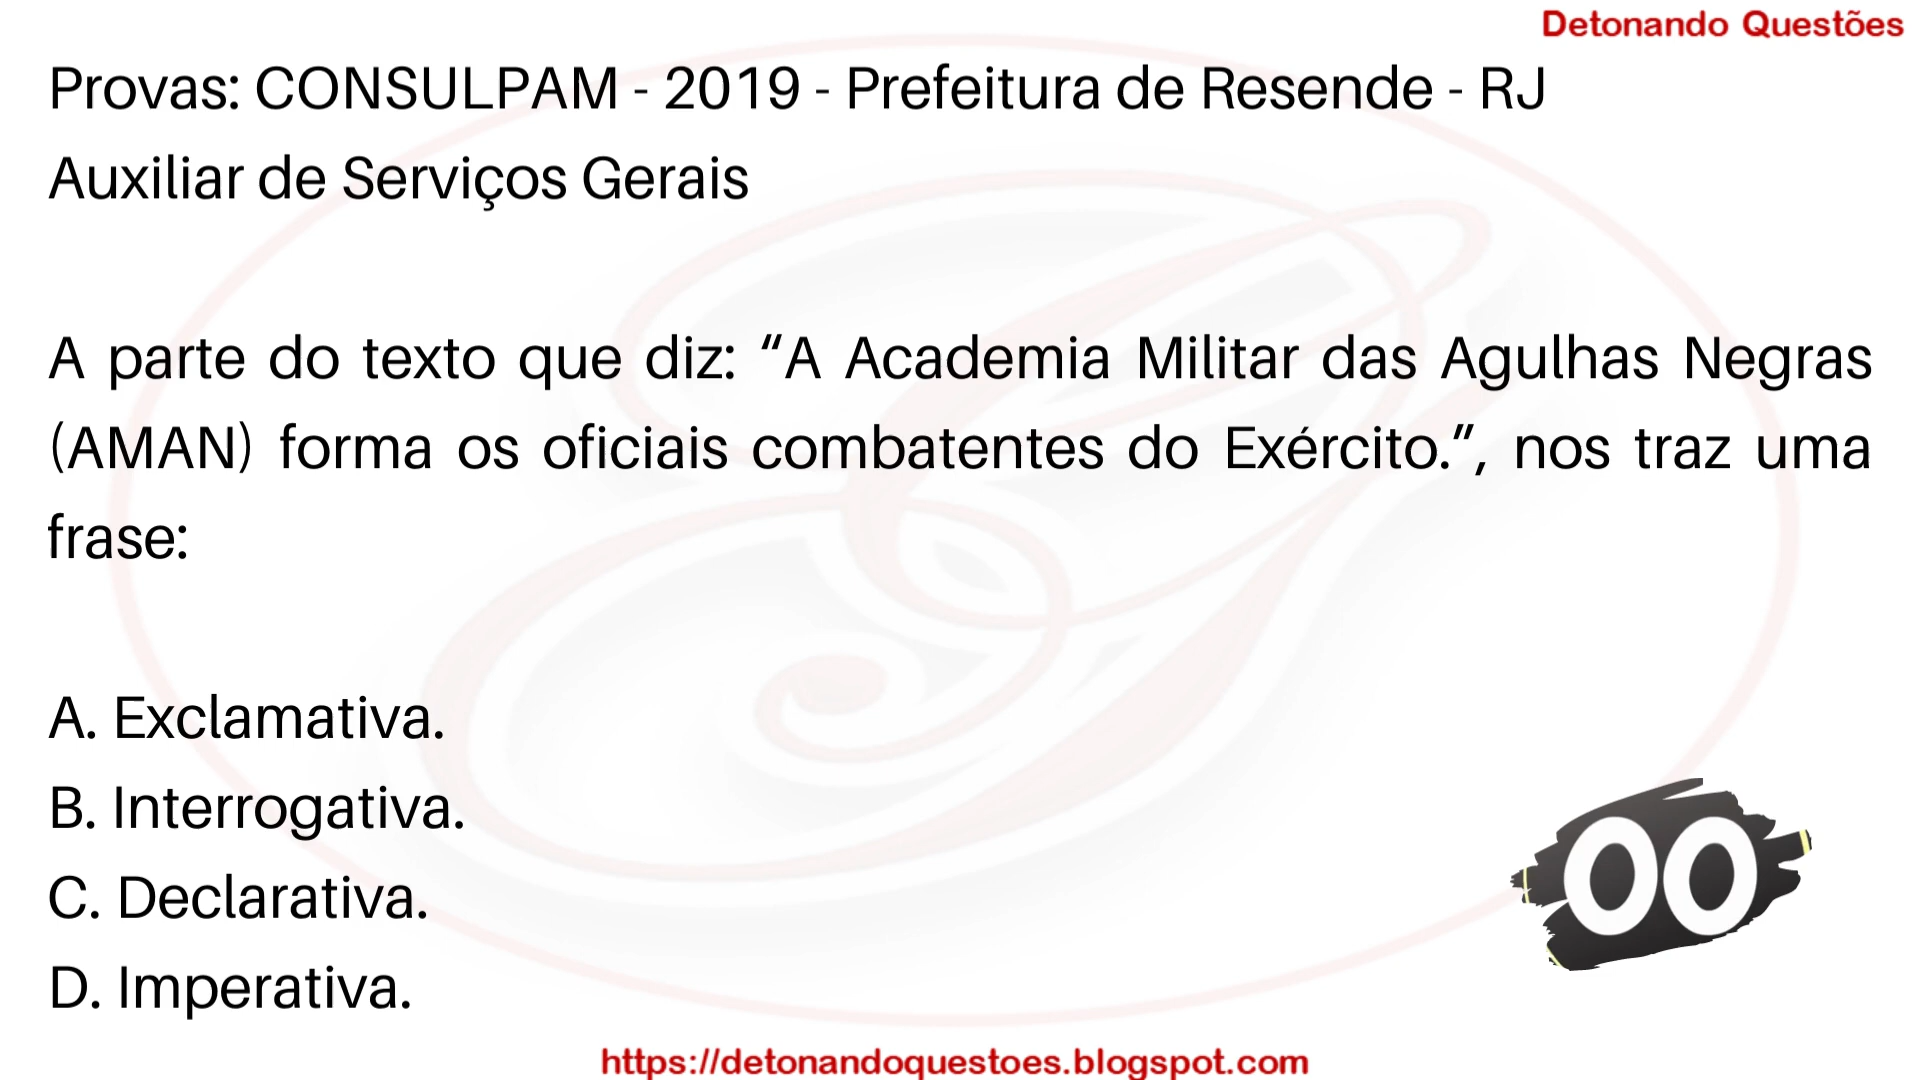 Detonando Questões
Provas: CONSULPAM - 2019 - Prefeitura de Resende - RJ
Auxiliar de Serviços Gerais
A parte do texto que diz: “A Academia Militar das Agulhas Negras
(AMAN) forma os oficiais combatentes do Exército.”, nos traz uma
frase:
A. Exclamativa.
B. Interrogativa.
C. Declarativa.
D. Imperativa.
00
https://detonandoquestoes.blogspot.com